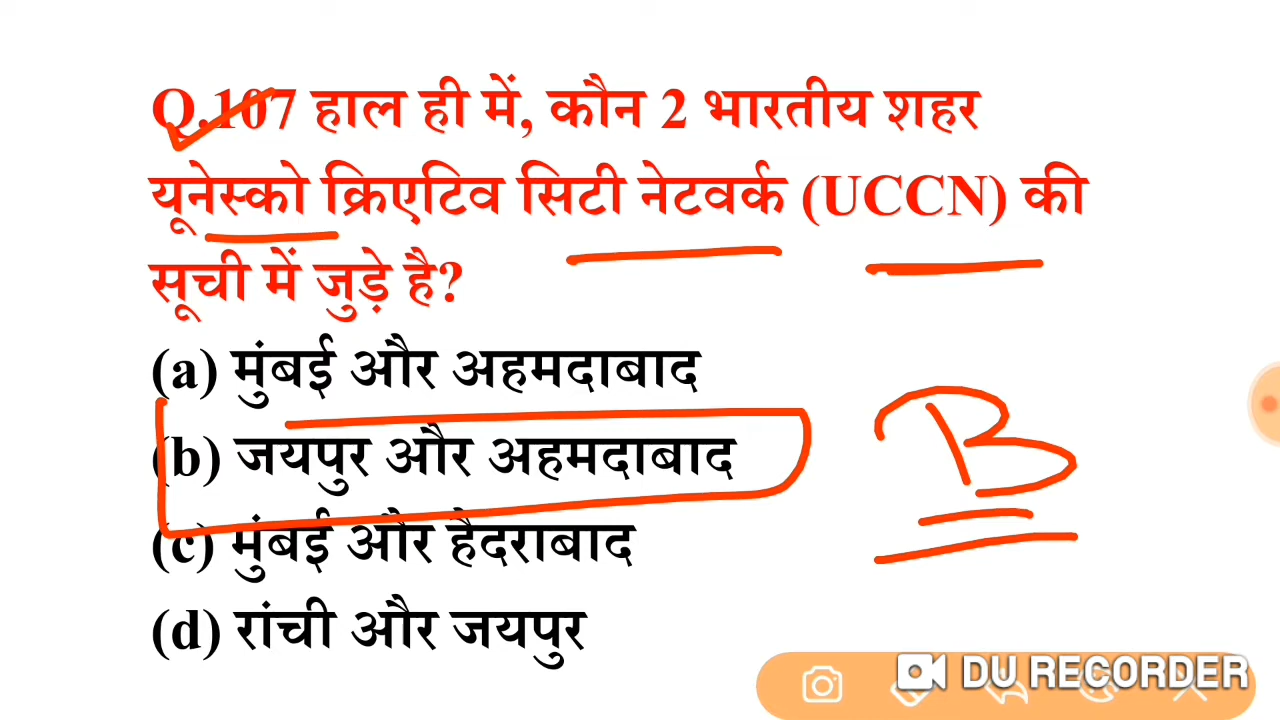 Q.107 हाल ही में, कौन 2 भारतीय शहर
यूनेस्को क्रिएटिव सिटी नेटवर्क (UCCN) की
सूची में जुड़े है?
(a) मुंबई और अहमदाबाद
(b) जयपुर और अहमदाबाद
B
(c) मुंबई और हैदराबाद
(d) रांची और जयपुर
DU RECORDER